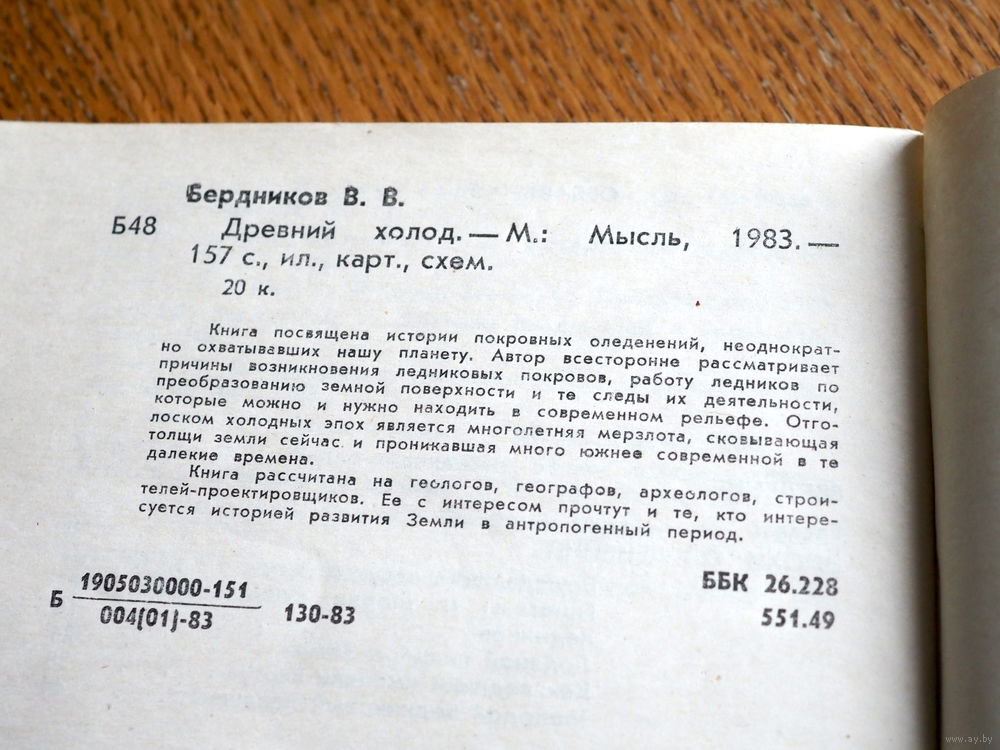 Бердников В. В.
Б48 Древний холод. — М.: Мысль, 1983. —
157 с., ил., карт., схем.
20 к.
Книга посвящена истории покровных оледенений, неоднократ-
но охватывавших нашу планету. Автор всесторонне рассматривает
причины возникновения ледниковых покровов, работу ледников по
преобразованию земной поверхности и те следы их деятельности,
которые можно и нужно находить в современном рельефе. Отго-
лоском холодных эпох является многолетняя мерзлота, сковывающая
толщи земли сейчас и проникавшая много южнее современной в те
далекие времена.
Книга рассчитана на геологов, географов, археологов, строи-
телей-проектировщиков. Ее с интересом прочтут и те, кто интере-
суется историей развития Земли в антропогенный период.
Б 1905030000-151
004(01)-83
130-83
ББК 26.228
551.49
www.ay.by